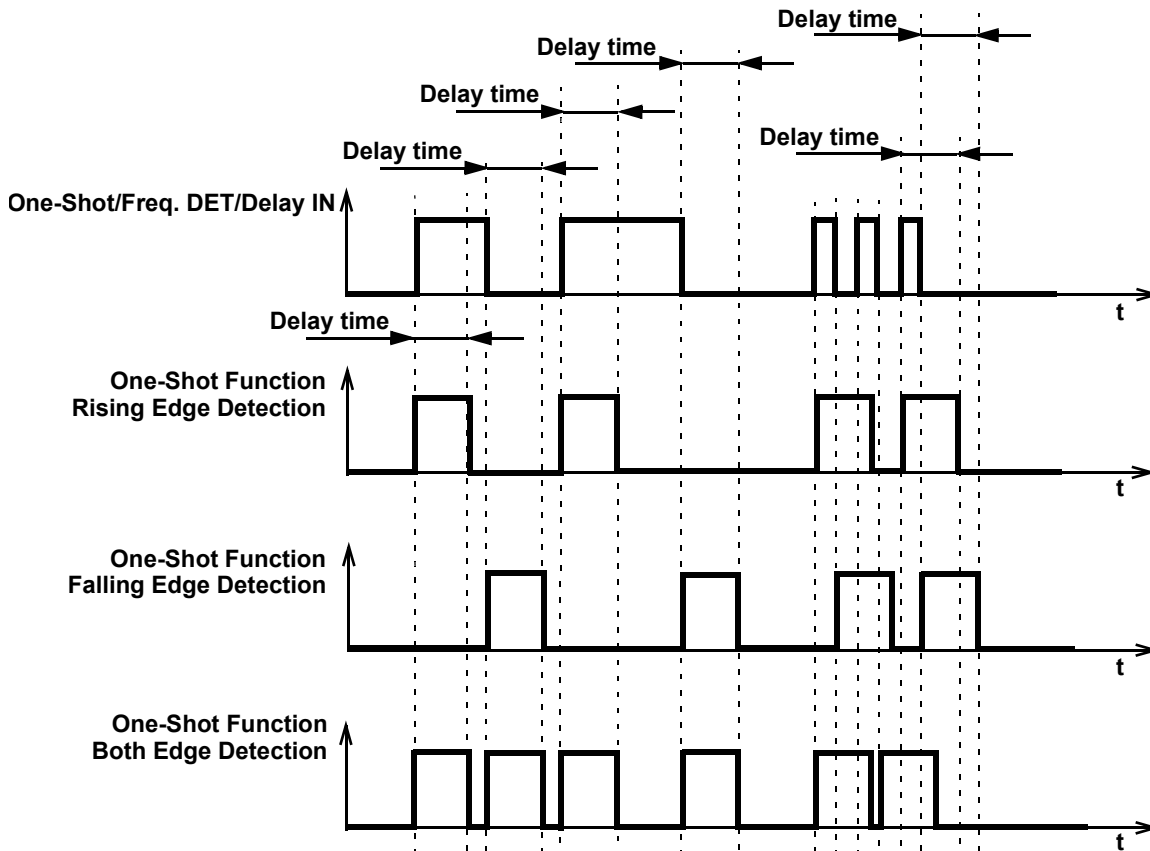 Delay time
Delay time
Delay time
Delay time
Delay time
One-Shot/Freq. DET/Delay IN
t
Delay time
One-Shot Function
Rising Edge Detection
t
One-Shot Function
Falling Edge Detection
t
One-Shot Function
Both Edge Detection
t